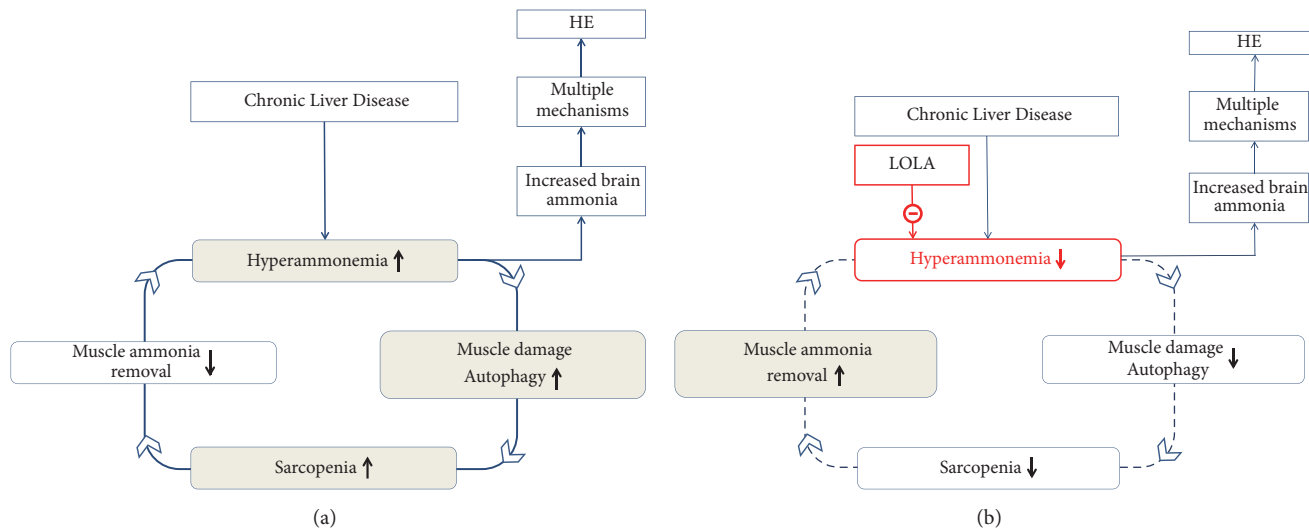 HE
Multiple
mechanisms
Chronic Liver Disease
Increased brain
ammonia
Hyperammonemia ↑
Muscle ammonia
removal ↓
Muscle damage
Autophagy ↑
Sarcopenia ↑
(a)
HE
Multiple
mechanisms
Chronic Liver Disease
LOLA
Increased brain
ammonia
Hyperammonemia ↓
Muscle ammonia
removal ↑
Muscle damage
Autophagy ↓
Sarcopenia ↓
(b)